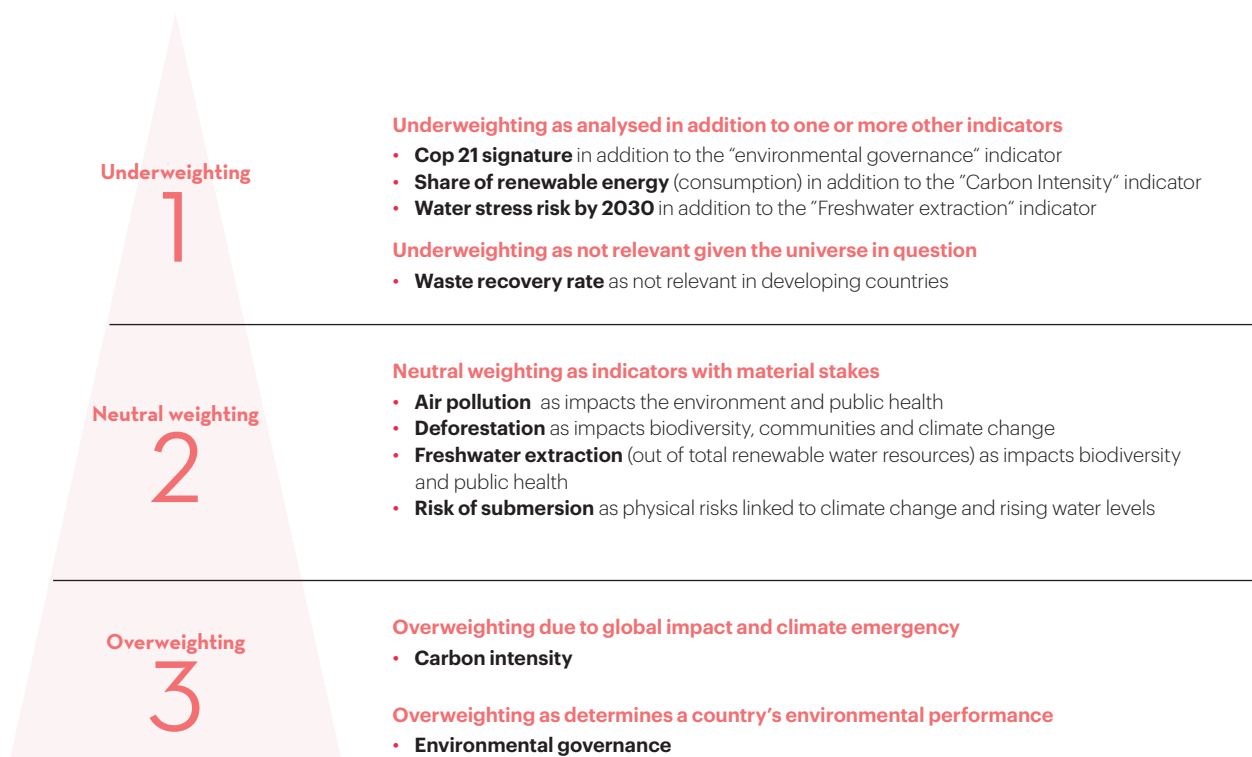 Underweighting
1
Underweighting as analysed in addition to one or more other indicators
• Cop 21 signature in addition to the “environmental governance“ indicator
• Share of renewable energy (consumption) in addition to the ”Carbon Intensity“ indicator
• Water stress risk by 2030 in addition to the ”Freshwater extraction“ indicator
Underweighting as not relevant given the universe in question
• Waste recovery rate as not relevant in developing countries
Neutral weighting
2
Neutral weighting as indicators with material stakes
• Air pollution as impacts the environment and public health
• Deforestation as impacts biodiversity, communities and climate change
• Freshwater extraction (out of total renewable water resources) as impacts biodiversity
and public health
• Risk of submersion as physical risks linked to climate change and rising water levels
Overweighting
3
Overweighting due to global impact and climate emergency
• Carbon intensity
Overweighting as determines a country’s environmental performance
• Environmental governance